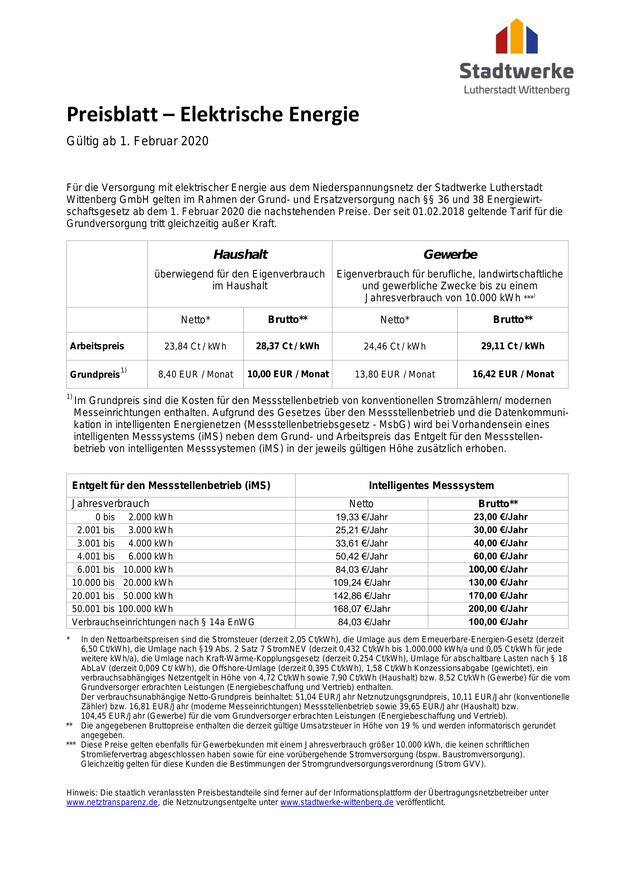 Stadtwerke
Lutherstadt Wittenberg
Preisblatt – Elektrische Energie
Gültig ab 1. Februar 2020
Für die Versorgung mit elektrischer Energie aus dem Niederspannungsnetz der Stadtwerke Lutherstadt
Wittenberg GmbH gelten im Rahmen der Grund- und Ersatzversorgung nach §§ 36 und 38 Energiewirt-
schaftsgesetz ab dem 1. Februar 2020 die nachstehenden Preise. Der seit 01.02.2018 geltende Tarif für die
Grundversorgung tritt gleichzeitig außer Kraft.
Haushalt Gewerbe
überwiegend für den Eigenverbrauch Eigenverbrauch für berufliche, landwirtschaftliche
im Haushalt und gewerbliche Zwecke bis zu einem
Jahresverbrauch von 10.000 kWh ***)
Netto* Brutto** Netto* Brutto**
Arbeitspreis 23,84 Ct / kWh 28,37 Ct / kWh 24,46 Ct / kWh 29,11 Ct / kWh
Grundpreis1) 8,40 EUR / Monat 10,00 EUR / Monat 13,80 EUR / Monat 16,42 EUR / Monat
1) Im Grundpreis sind die Kosten für den Messstellenbetrieb von konventionellen Stromzählern/ modernen
Messeinrichtungen enthalten. Aufgrund des Gesetzes über den Messstellenbetrieb und die Datenkommuni-
kation in intelligenten Energienetzen (Messstellenbetriebsgesetz - MsbG) wird bei Vorhandensein eines
intelligenten Messsystems (iMS) neben dem Grund- und Arbeitspreis das Entgelt für den Messstellen-
betrieb von intelligenten Messsystemen (iMS) in der jeweils gültigen Höhe zusätzlich erhoben.
Entgelt für den Messstellenbetrieb (iMS) Intelligentes Messsystem
Jahresverbrauch Netto Brutto**
0 bis 2.000 kWh 19,33 €/Jahr 23,00 €/Jahr
2.001 bis 3.000 kWh 25,21 €/Jahr 30,00 €/Jahr
3.001 bis 4.000 kWh 33,61 €/Jahr 40,00 €/Jahr
4.001 bis 6.000 kWh 50,42 €/Jahr 60,00 €/Jahr
6.001 bis 10.000 kWh 84,03 €/Jahr 100,00 €/Jahr
10.000 bis 20.000 kWh 109,24 €/Jahr 130,00 €/Jahr
20.001 bis 50.000 kWh 142,86 €/Jahr 170,00 €/Jahr
50.001 bis 100.000 kWh 168,07 €/Jahr 200,00 €/Jahr
Verbrauchseinrichtungen nach § 14a EnWG 84,03 €/Jahr 100,00 €/Jahr
* In den Nettoarbeitspreisen sind die Stromsteuer (derzeit 2,05 Ct/kWh), die Umlage aus dem Erneuerbare-Energien-Gesetz (derzeit
6,50 Ct/kWh), die Umlage nach §19 Abs. 2 Satz 7 StromNEV (derzeit 0,432 Ct/kWh bis 1.000.000 kWh/a und 0,05 Ct/kWh für jede
weitere kWh/a), die Umlage nach Kraft-Wärme-Kopplungsgesetz (derzeit 0,254 Ct/kWh), Umlage für abschaltbare Lasten nach § 18
AbLaV (derzeit 0,009 Ct/ kWh), die Offshore-Umlage (derzeit 0,395 Ct/kWh), 1,58 Ct/kWh Konzessionsabgabe (gewichtet), ein
verbrauchsabhängiges Netzentgelt in Höhe von 4,72 Ct/kWh sowie 7,90 Ct/kWh (Haushalt) bzw. 8,52 Ct/kWh (Gewerbe) für die vom
Grundversorger erbrachten Leistungen (Energiebeschaffung und Vertrieb) enthalten.
Der verbrauchsunabhängige Netto-Grundpreis beinhaltet: 51,04 EUR/Jahr Netznutzungsgrundpreis, 10,11 EUR/Jahr (konventionelle
Zähler) bzw. 16,81 EUR/Jahr (moderne Messeinrichtungen) Messstellenbetrieb sowie 39,65 EUR/Jahr (Haushalt) bzw.
104,45 EUR/Jahr (Gewerbe) für die vom Grundversorger erbrachten Leistungen (Energiebeschaffung und Vertrieb).
** Die angegebenen Bruttopreise enthalten die derzeit gültige Umsatzsteuer in Höhe von 19 % und werden informatorisch gerundet
angegeben.
*** Diese Preise gelten ebenfalls für Gewerbekunden mit einem Jahresverbrauch größer 10.000 kWh, die keinen schriftlichen
Stromliefervertrag abgeschlossen haben sowie für eine vorübergehende Stromversorgung (bspw. Baustromversorgung).
Gleichzeitig gelten für diese Kunden die Bestimmungen der Stromgrundversorgungsverordnung (Strom GVV).
Hinweis: Die staatlich veranlassten Preisbestandteile sind ferner auf der Informationsplattform der Übertragungsnetzbetreiber unter
www.netztransparenz.de, die Netznutzungsentgelte unter www.stadtwerke-wittenberg.de veröffentlicht.